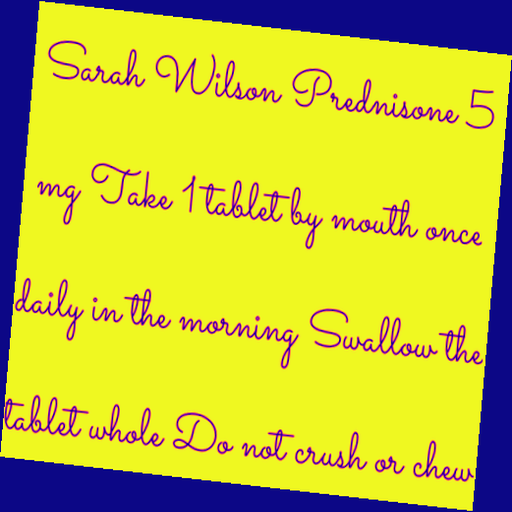 Sarah Wilson Prednisone 5
mg Take 1 tablet by mouth once
daily in the morning Swallow the
tablet whole Do not crush or chew